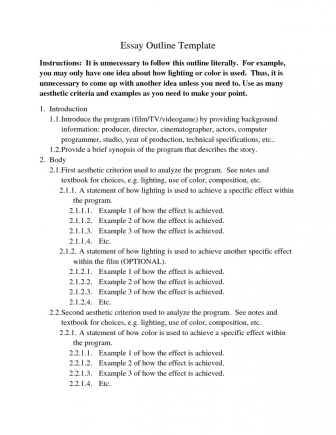 Essay Outline Template
Instructions:  It is unnecessary to follow this outline literally.  For example,
you may only have one idea about how lighting or color is used.  Thus, it is
unnecessary to come up with another idea unless you need to.  Use as many
aesthetic criteria and examples as you need to make your point.
1. Introduction
1.1.Introduce the program (film/TV/videogame) by providing background
information: producer, director, cinematographer, actors, computer
programmer, studio, year of production, technical specifications, etc..
1.2.Provide a brief synopsis of the program that describes the story.
2. Body
2.1.First aesthetic criterion used to analyze the program.  See notes and
textbook for choices, e.g. lighting, use of color, composition, etc.
2.1.1. A statement of how lighting is used to achieve a specific effect within
the program.
2.1.1.1. Example 1 of how the effect is achieved.
2.1.1.2. Example 2 of how the effect is achieved.
2.1.1.3. Example 3 of how the effect is achieved.
2.1.1.4. Etc.
2.1.2. A statement of how lighting is used to achieve another specific effect
within the film (OPTIONAL).
2.1.2.1. Example 1 of how the effect is achieved.
2.1.2.2. Example 2 of how the effect is achieved.
2.1.2.3. Example 3 of how the effect is achieved.
2.1.2.4. Etc.
2.2.Second aesthetic criterion used to analyze the program.  See notes and
textbook for choices, e.g. lighting, use of color, composition, etc.
2.2.1. A statement of how color is used to achieve a specific effect within
the program.
2.2.1.1. Example 1 of how the effect is achieved.
2.2.1.2. Example 2 of how the effect is achieved.
2.2.1.3. Example 3 of how the effect is achieved.
2.2.1.4. Etc.